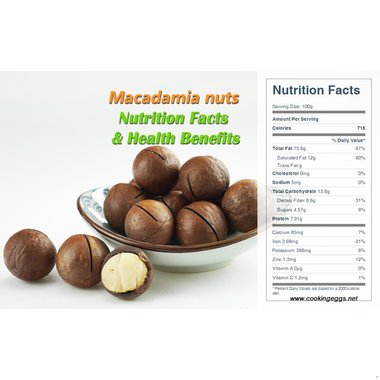 Macadamia nuts
Nutrition Facts
& Health Benefits
Nutrition Facts
Serving Size: 100g
Amount Per Serving
Calories 718
% Daily Value*
Total Fat 75.8g 97%
Saturated Fat 12g 60%
Trans Fat g
Cholesterol 0mg 0%
Sodium 5mg 0%
Total Carbohydrate 13.8g
Dietary Fiber 8.6g 31%
Sugars 4.57g 9%
Protein 7.91g
Calcium 85mg 7%
Iron 3.69mg 21%
Potassium 368mg 8%
Zinc 1.3mg 12%
Vitamin A 0µg 0%
Vitamin C 1.2mg 1%
* Percent Daily Values are based on a 2000 calorie
diet.
www.cookingeggs.net